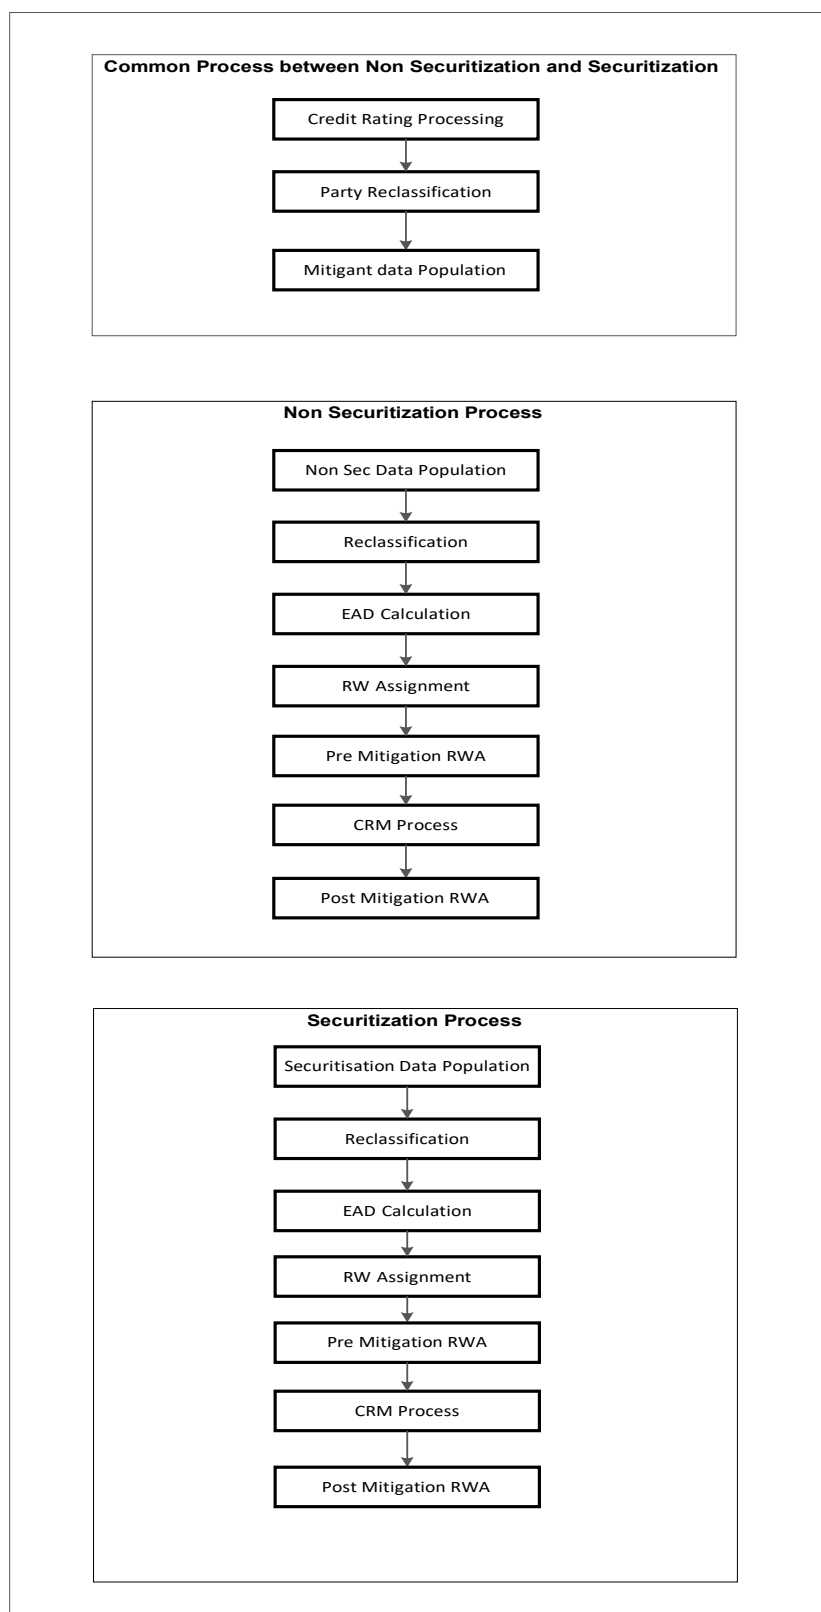 Common Process between Non Securitization and Securitization
Credit Rating Processing
Party Reclassification
Mitigant data Population
Non Securitization Process
Non Sec Data Population
Reclassification
EAD Calculation
RW Assignment
Pre Mitigation RWA
CRM Process
Post Mitigation RWA
Securitization Process
Securitisation Data Population
Reclassification
EAD Calculation
RW Assignment
Pre Mitigation RWA
CRM Process
Post Mitigation RWA